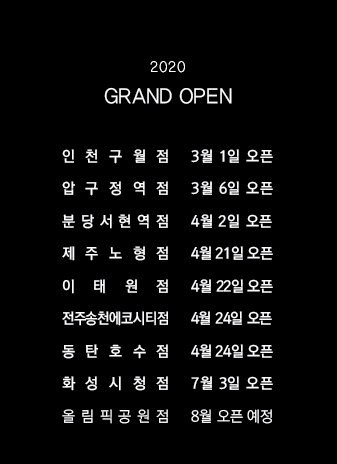 2020
GRAND OPEN
인천구월점 3월 1일 오픈
압구정역점 3월 6일 오픈
분당서현역점 4월 2일 오픈
제주노형점 4월 21일 오픈
이태원점 4월 22일 오픈
전주송천에코시티점 4월 24일 오픈
동탄호수점 4월 24일 오픈
화성시청점 7월 3일 오픈
올림픽공원점 8월 오픈 예정